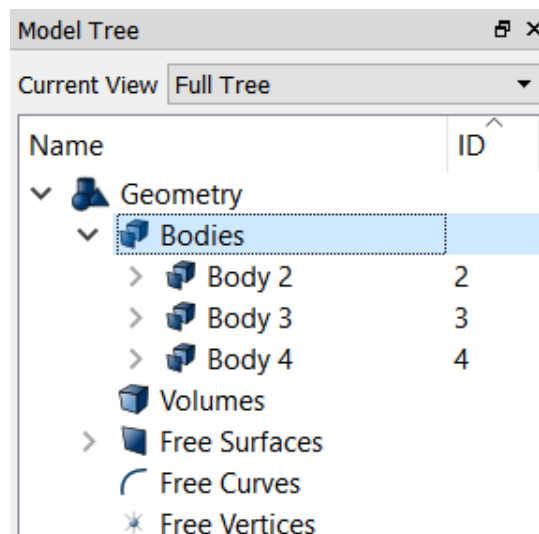 Model Tree
Current View Full Tree
Name ID
Geometry
Bodies
Body 2 2
Body 3 3
Body 4 4
Volumes
Free Surfaces
Free Curves
Free Vertices